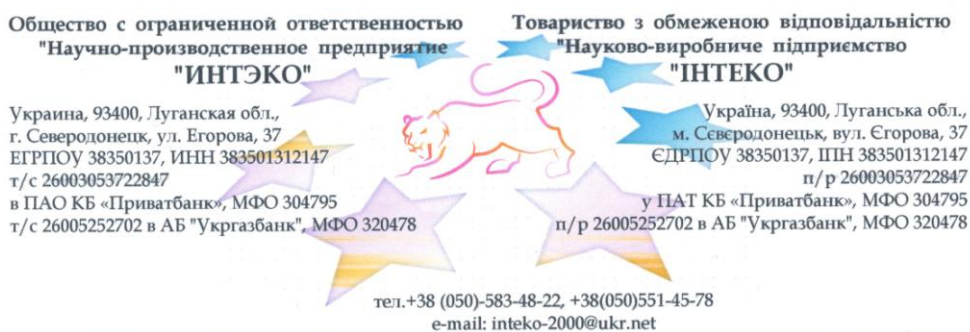 Общество с ограниченной ответственностью
"Научно-производственное предприятие
"ИНТЭКО"
Украина, 93400, Луганская обл.,
г. Северодонецк, ул. Егорова, 37
ЕГРПОУ 38350137, ИНН 383501312147
т/с 26003053722847
в ПАО КБ «Приватбанк», МФО 304795
т/с 26005252702 в АБ "Укргазбанк", МФО 320478
Товариство з обмеженою відповідальністю
"Науково-виробниче підприємство
"ІНТЕКО"
Україна, 93400, Луганська обл.,
м. Сєвєродонецьк, вул. Єгорова, 37
ЄДРПОУ 38350137, ІПН 383501312147
п/р 26003053722847
у ПАТ КБ «Приватбанк», МФО 304795
п/р 26005252702 в АБ "Укргазбанк", МФО 320478
тел.+38 (050)-583-48-22, +38(050)551-45-78
e-mail: inteko-2000@ukr.net